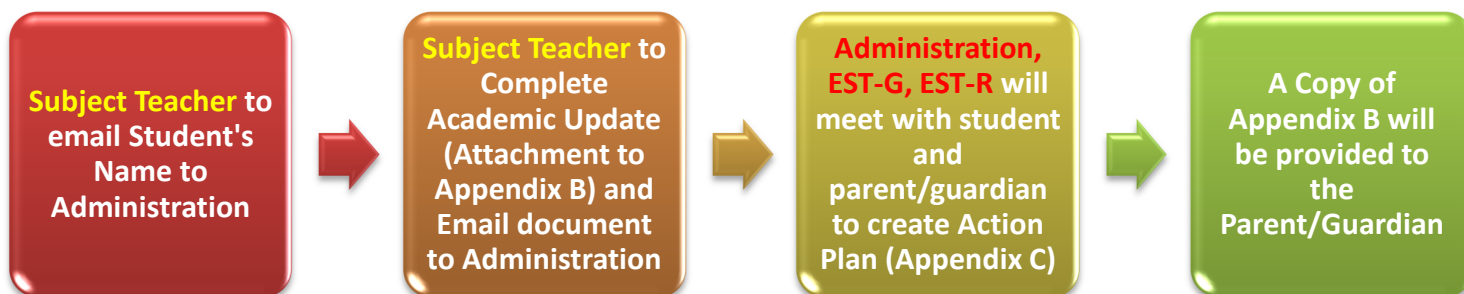 Subject Teacher to
email Student's
Name to
Administration
Subject Teacher to
Complete
Academic Update
(Attachment to
Appendix B) and
Email document
to Administration
Administration,
EST-G, EST-R will
meet with student
and
parent/guardian
to create Action
Plan (Appendix C)
A Copy of
Appendix B will
be provided to
the
Parent/Guardian